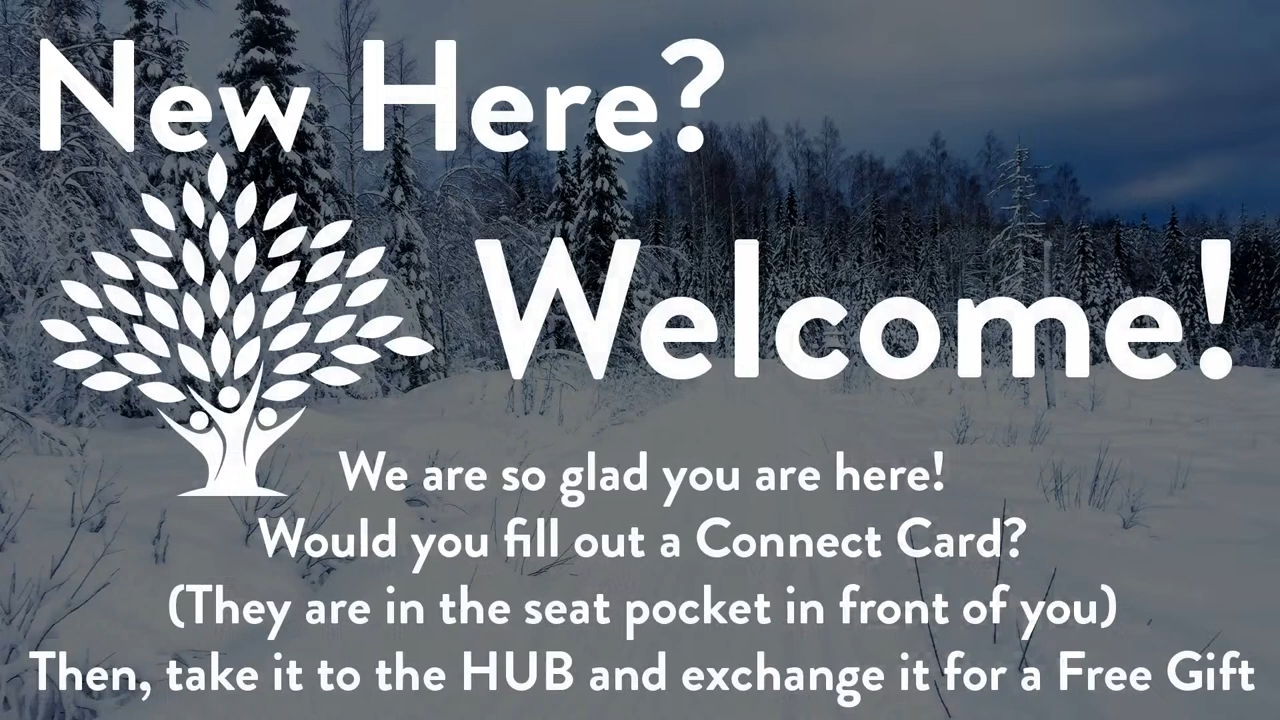 New Here?
Welcome!
We are so glad you are here!
Would you fill out a Connect Card?
(They are in the seat pocket in front of you)
Then, take it to the HUB and exchange it for a Free Gift